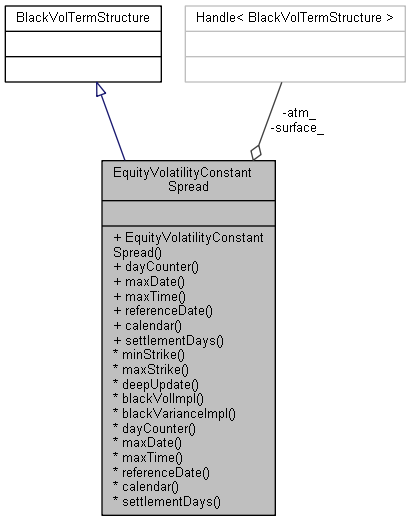 BlackVolTermStructure
Handle< BlackVolTermStructure >
-atm_
-surface_
EquityVolatilityConstant
Spread
+ EquityVolatilityConstant
Spread()
+ dayCounter()
+ maxDate()
+ maxTime()
+ referenceDate()
+ calendar()
+ settlementDays()
* minStrike()
* maxStrike()
* deepUpdate()
* blackVolImpl()
* blackVarianceImpl()
* dayCounter()
* maxDate()
* maxTime()
* referenceDate()
* calendar()
* settlementDays()